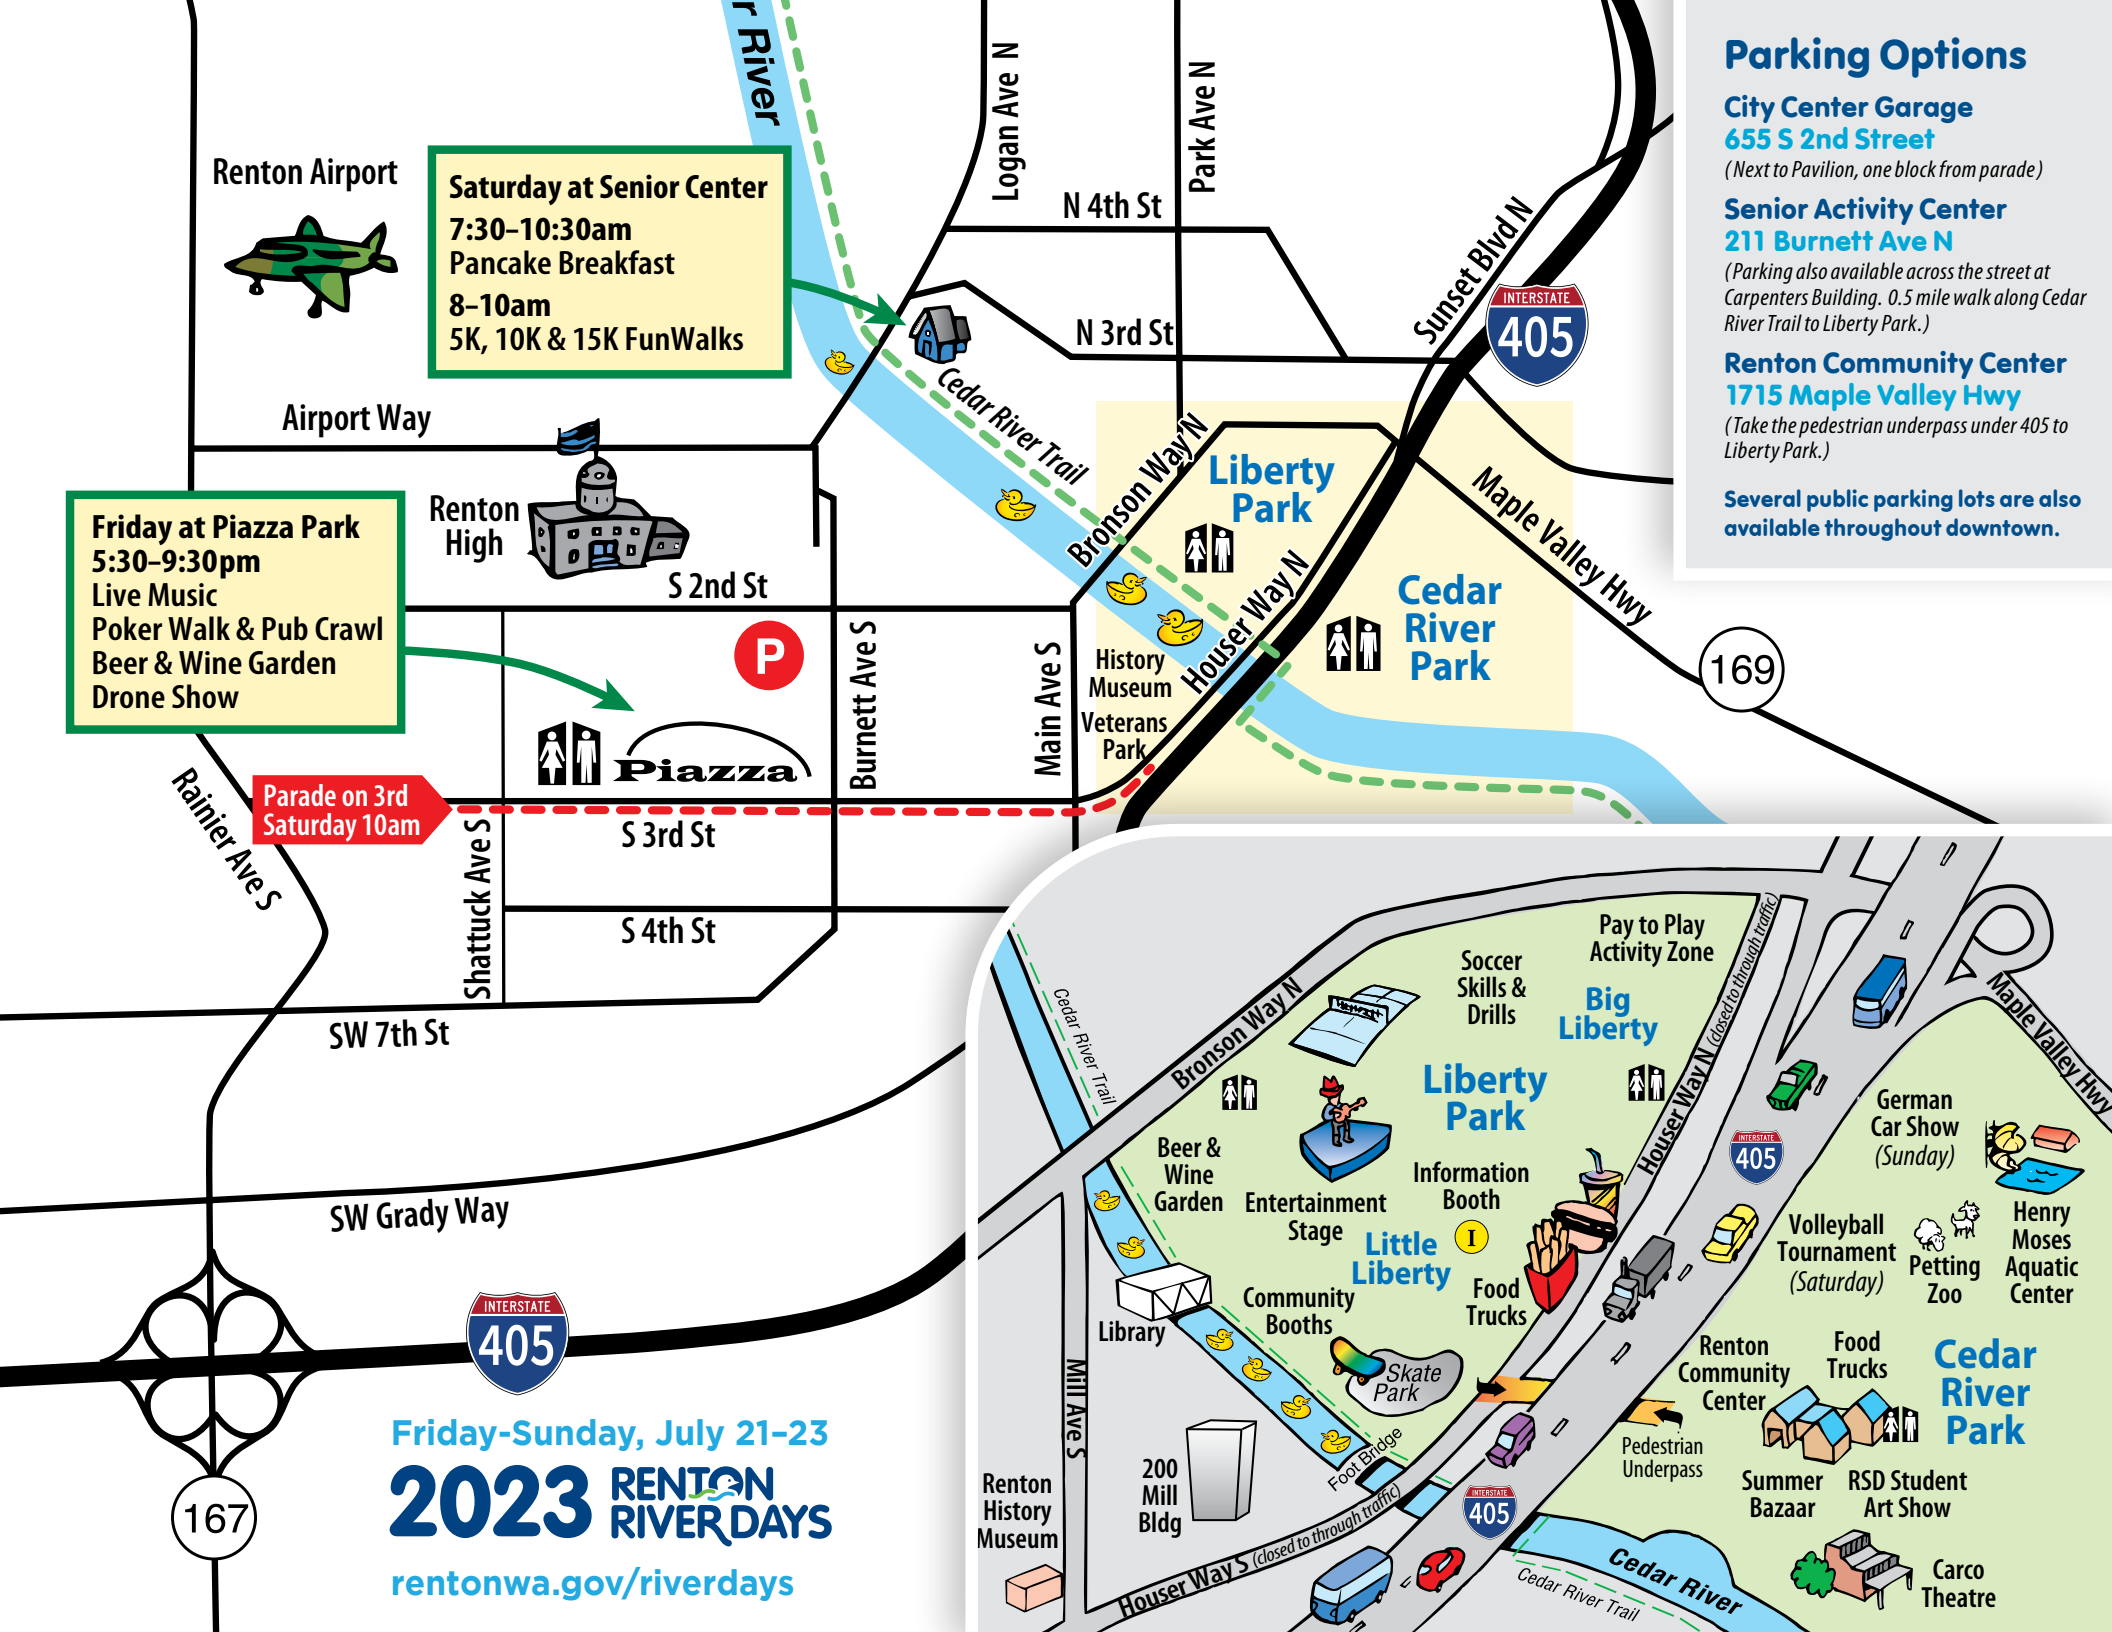 r River
Logan Ave N
Park Ave N
Renton Airport
Saturday at Senior Center
7:30–10:30am
Pancake Breakfast
8–10am
5K, 10K & 15K FunWalks
N 4th St
N 3rd St
Sunset Blvd N
INTERSTATE
405
Parking Options
City Center Garage
655 S 2nd Street
(Next to Pavilion, one block from parade)
Senior Activity Center
211 Burnett Ave N
(Parking also available across the street at
Carpenters Building. 0.5 mile walk along Cedar
River Trail to Liberty Park.)
Renton Community Center
1715 Maple Valley Hwy
(Take the pedestrian underpass under 405 to
Liberty Park.)
Several public parking lots are also
available throughout downtown.
Airport Way
Cedar River Trail
Bronson Way N
Liberty
Park
Maple Valley Hwy
Renton
High
Friday at Piazza Park
5:30–9:30pm
Live Music
Poker Walk & Pub Crawl
Beer & Wine Garden
Drone Show
S 2nd St
P
Burnett Ave S
Main Ave S
History
Museum
Veterans
Park
Houser Way N
Cedar
River
Park
169
Piazza
Rainier Ave S
Parade on 3rd
Saturday 10am
S 3rd St
Shattuck Ave S
S 4th St
SW 7th St
SW Grady Way
INTERSTATE
405
167
Friday-Sunday, July 21–23
2023 RENTON
RIVER DAYS
rentonwa.gov/riverdays
Cedar River Trail
Bronson Way N
Soccer
Skills &
Drills
Pay to Play
Activity Zone
Big
Liberty
Houser Way N (closed to through traffic)
Maple Valley Hwy
Liberty
Park
Beer &
Wine
Garden
Entertainment
Stage
Information
Booth
I
Little
Liberty
Food
Trucks
Community
Booths
Skate
Park
Library
Mill Ave S
200
Mill
Bldg
Renton
History
Museum
Foot Bridge
Houser Way S (closed to through traffic)
INTERSTATE
405
INTERSTATE
405
German
Car Show
(Sunday)
Volleyball
Tournament
(Saturday)
Petting
Zoo
Henry
Moses
Aquatic
Center
Renton
Community
Center
Food
Trucks
Cedar
River
Park
Pedestrian
Underpass
Summer
Bazaar
RSD Student
Art Show
Carco
Theatre
Cedar River
Cedar River Trail